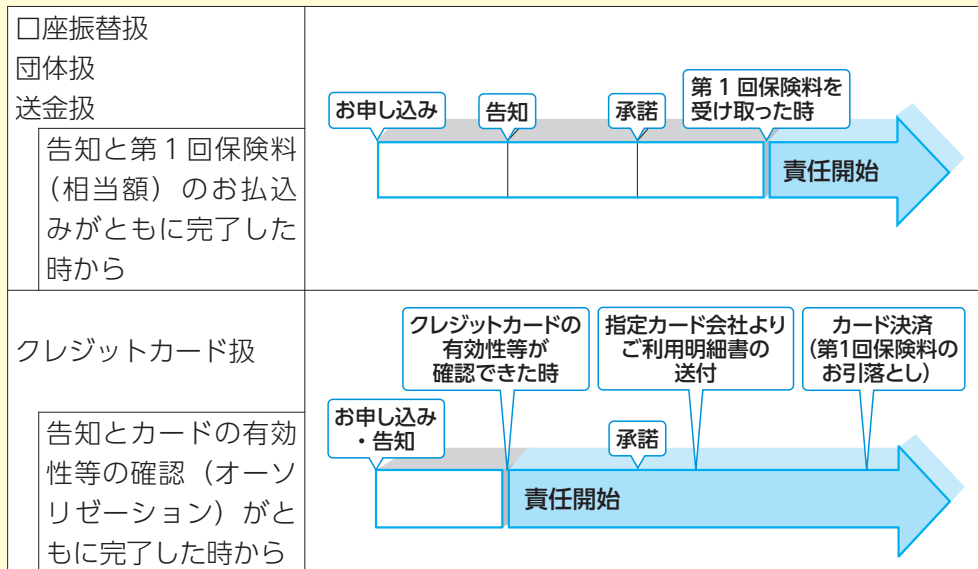 口座振替扱
団体扱
送金扱
告知と第1回保険料
(相当額)のお払込
みがともに完了した
時から
お申し込み
告知
承諾
第1回保険料を
受け取った時
責任開始
クレジットカード扱
告知とカードの有効
性等の確認(オーソ
リゼーション)がと
もに完了した時から
お申し込み
・告知
クレジットカードの
有効性等が
確認できた時
承諾
指定カード会社より
ご利用明細書の
送付
カード決済
(第1回保険料の
お引落とし)
責任開始